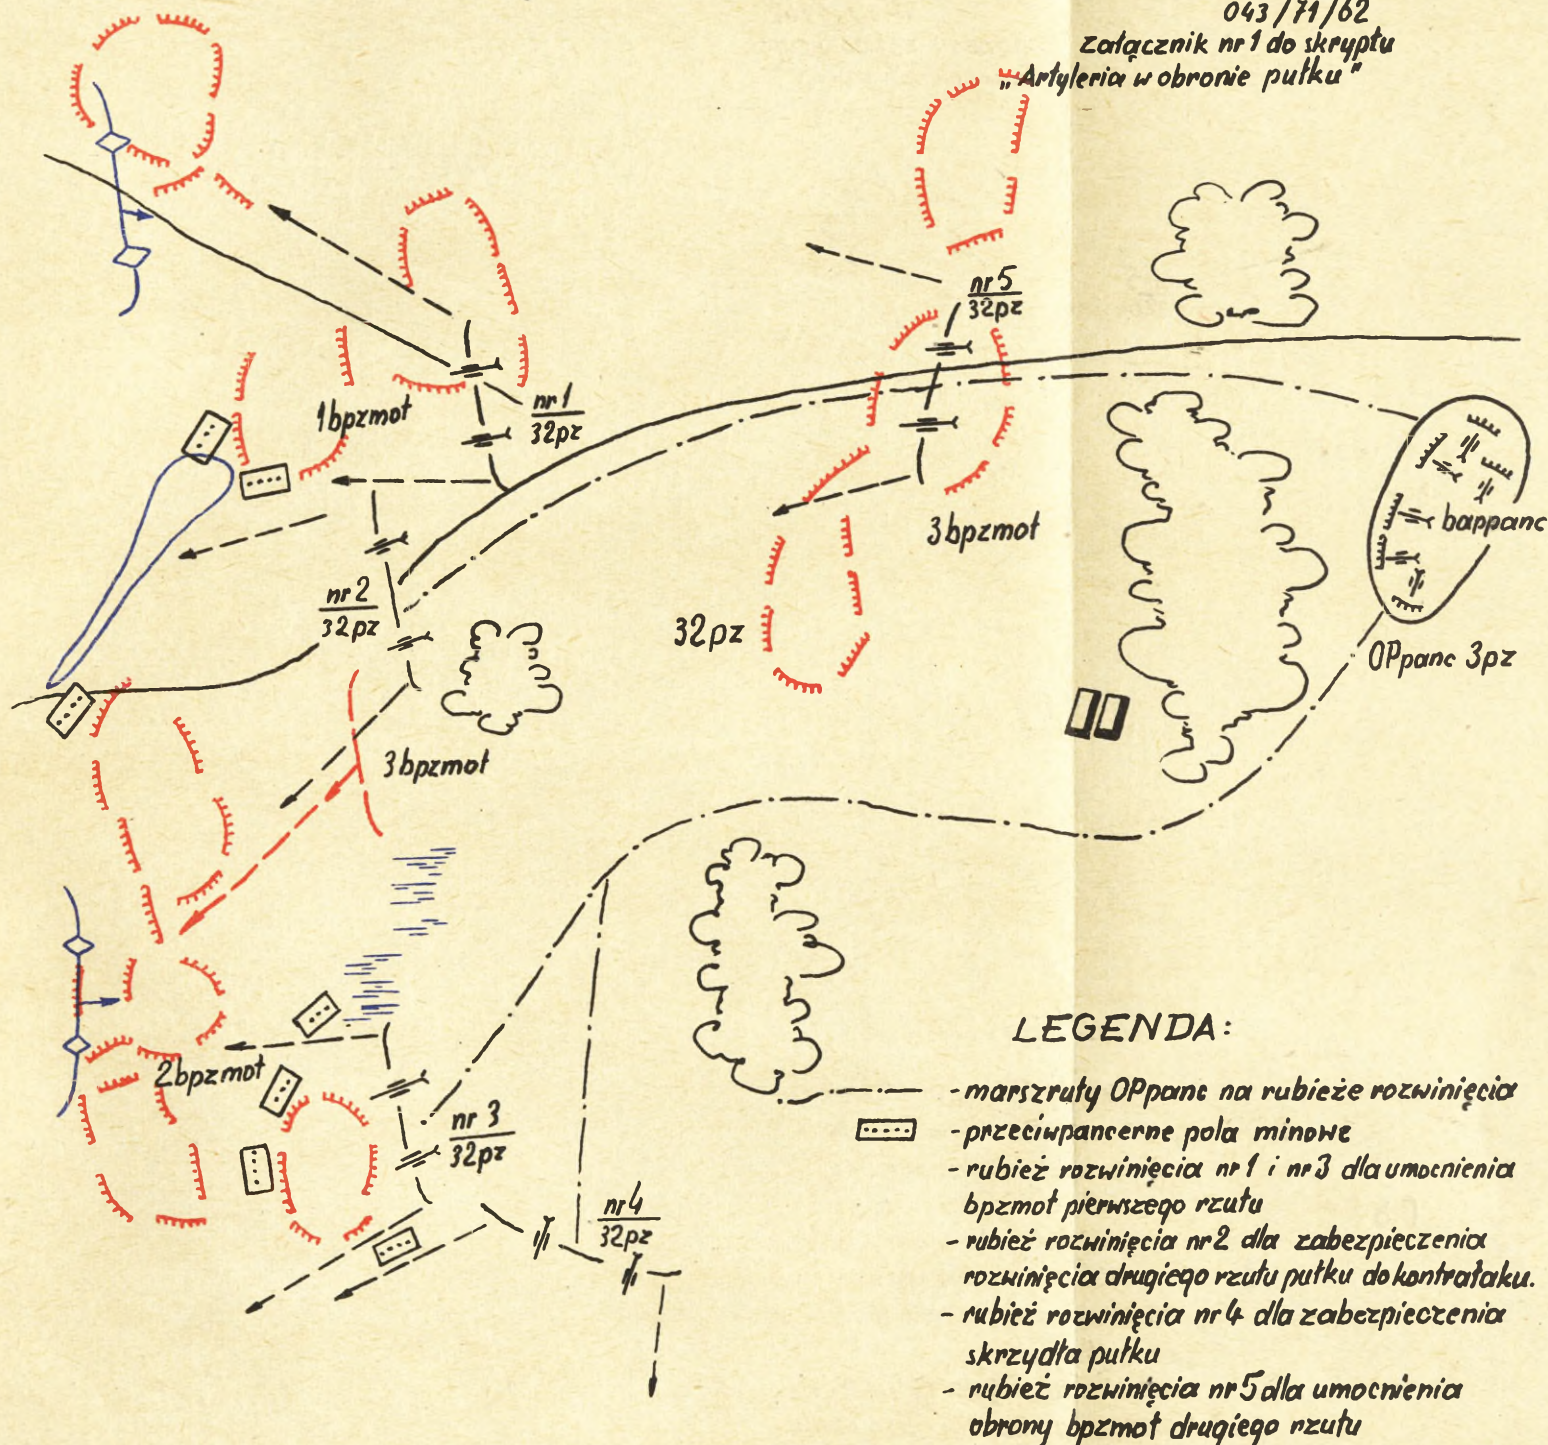 043/71/62
załącznik nr 1 do skryptu
„Artyleria w obronie pułku"
nr 5
32pz
1bpzmot
nr 1
32pz
bappanc
3bpzmot
nr 2
32pz
32pz
OPpanc 3pz
3bpzmot
LEGENDA:
2bpzmot
- marszruty OPpanc na rubieże rozwinięcia
nr 3
32pz
- przeciwpancerne pola minowe
- rubież rozwinięcia nr 1 i nr 3 dla umocnienia
bpzmot pierwszego rzutu
nr 4
32pz
- rubież rozwinięcia nr 2 dla zabezpieczenia
rozwinięcia drugiego rzutu pułku do kontrataku.
- rubież rozwinięcia nr 4 dla zabezpieczenia
skrzydła pułku
- rubież rozwinięcia nr 5 dla umocnienia
obrony bpzmot drugiego rzutu